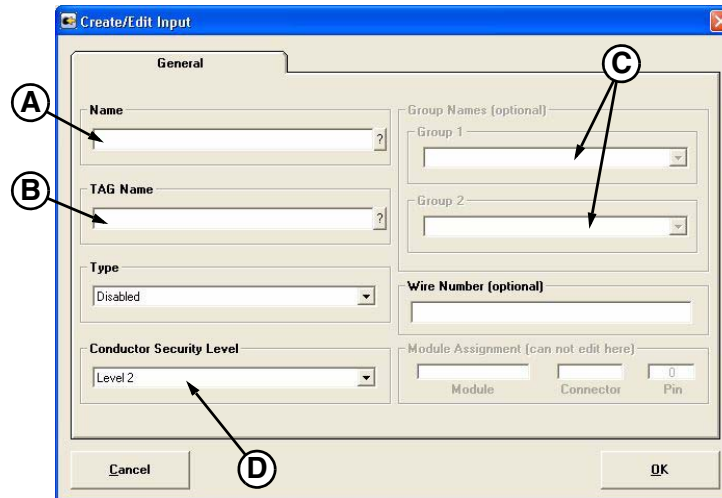 Create/Edit Input
General
A
Name
?
B
TAG Name
?
Type
Disabled
Conductor Security Level
Level 2
D
C
Group Names (optional)
Group 1
Group 2
Wire Number (optional)
Module Assignment (can not edit here)
0
Module Connector Pin
Cancel
OK